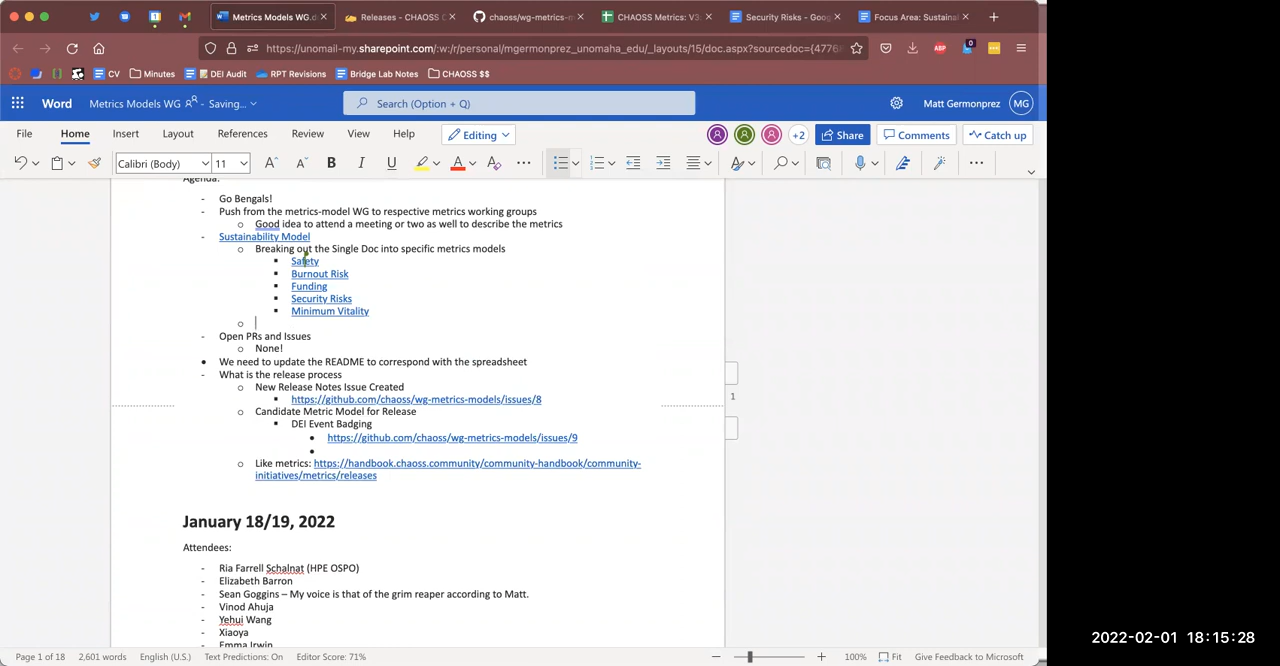 Metrics Models WG.d
Releases - CHAOSS C
chaoss/wg-metrics-m
CHAOSS Metrics: V3:
Security Risks - Goog
Focus Area: Sustainal
https://unomail-my.sharepoint.com/:w:/r/personal/mgermonprez_unomaha_edu/_layouts/15/doc.aspx?sourcedoc={4776
ABP
0
CV
Minutes
DEI Audit
RPT Revisions
Bridge Lab Notes
CHAOSS $$
Word
Metrics Models WG
- Saving...
Search (Option + Q)
Matt Germonprez
MG
File
Home
Insert
Layout
References
Review
View
Help
Editing
+2
Share
Comments
Catch up
Calibri (Body)
11
B
I
U
Agenda:
- Go Bengals!
- Push from the metrics-model WG to respective metrics working groups
o Good idea to attend a meeting or two as well to describe the metrics
- Sustainability Model
o Breaking out the Single Doc into specific metrics models
▪ Safety
▪ Burnout Risk
▪ Funding
▪ Security Risks
▪ Minimum Vitality
o
- Open PRs and Issues
o None!
• We need to update the README to correspond with the spreadsheet
- What is the release process
o New Release Notes Issue Created
▪ https://github.com/chaoss/wg-metrics-models/issues/8
1
o Candidate Metric Model for Release
▪ DEI Event Badging
• https://github.com/chaoss/wg-metrics-models/issues/9
•
o Like metrics: https://handbook.chaoss.community/community-handbook/community-
initiatives/metrics/releases
January 18/19, 2022
Attendees:
- Ria Farrell Schalnat (HPE OSPO)
- Elizabeth Barron
- Sean Goggins – My voice is that of the grim reaper according to Matt.
- Vinod Ahuja
- Yehui Wang
- Xiaoya
- Emma Irwin
2022-02-01 18:15:28
Page 1 of 18
2,601 words
English (U.S.)
Text Predictions: On
Editor Score: 71%
100%
Fit
Give Feedback to Microsoft